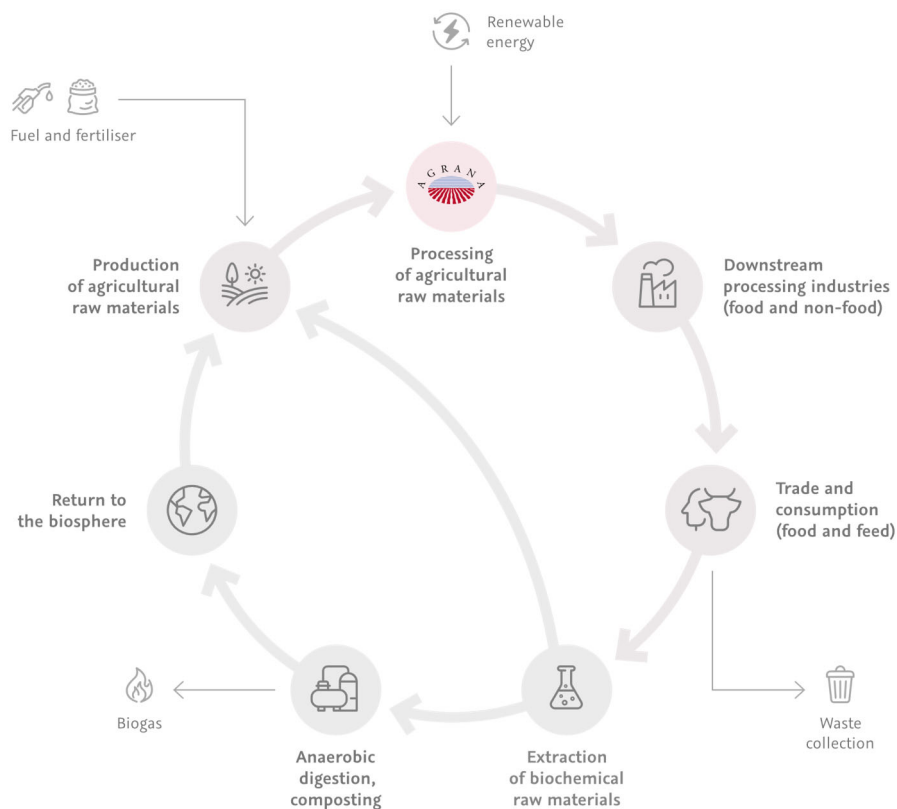 Renewable
energy
Fuel and fertiliser
AGRANA
Processing
of agricultural
raw materials
Production
of agricultural
raw materials
Downstream
processing industries
(food and non-food)
Return to
the biosphere
Trade and
consumption
(food and feed)
Biogas
Anaerobic
digestion,
composting
Extraction
of biochemical
raw materials
Waste
collection